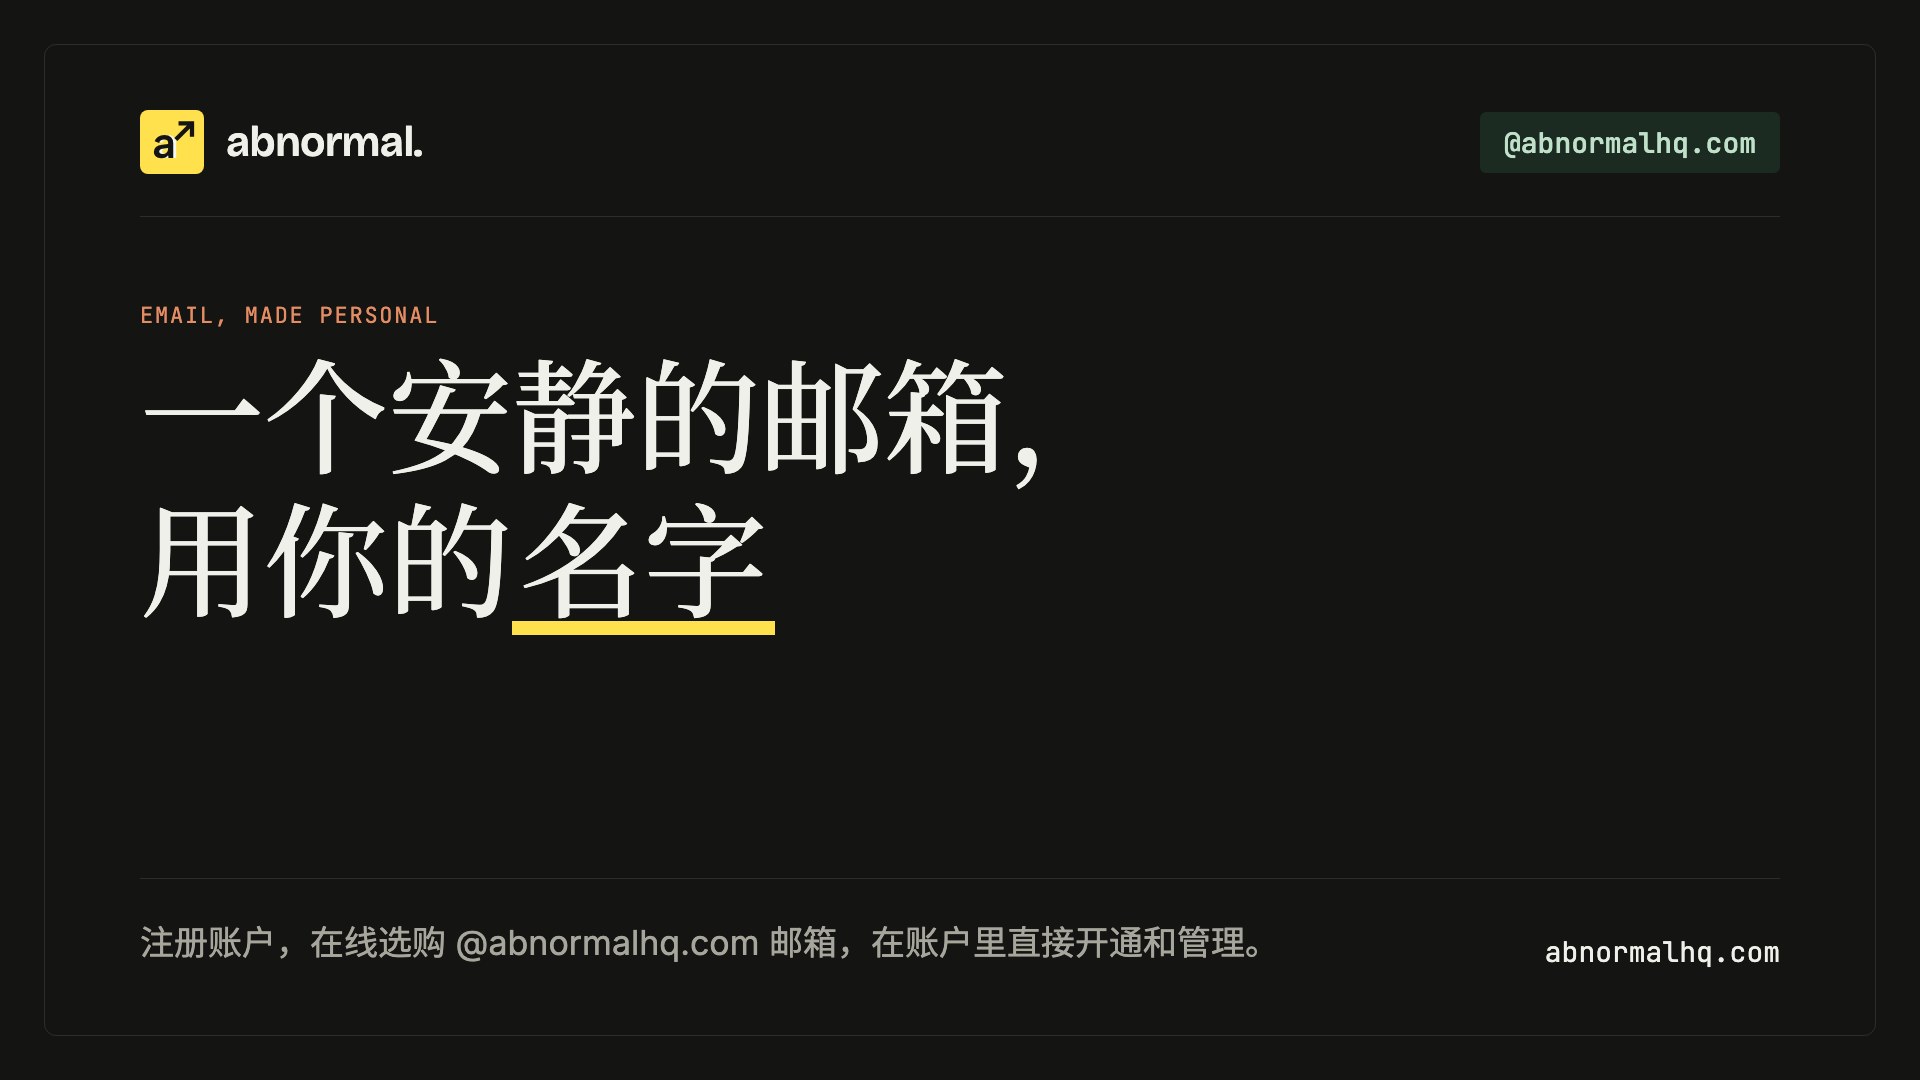 a↗ abnormal.
@abnormalhq.com
EMAIL, MADE PERSONAL
一个安静的邮箱，
用你的名字
注册账户，在线选购 @abnormalhq.com 邮箱，在账户里直接开通和管理。
abnormalhq.com